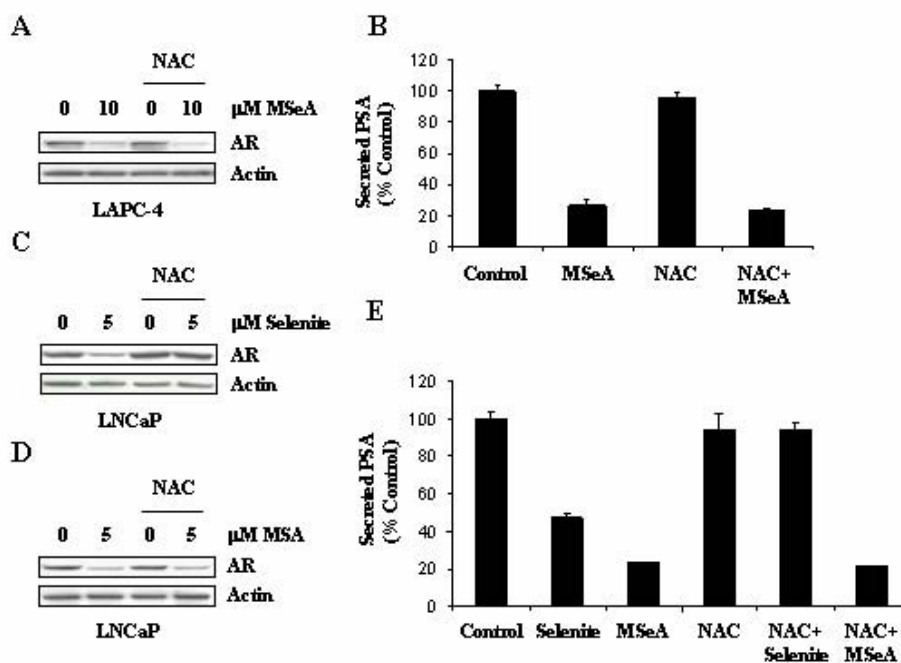 A
NAC
0 10 0 10 µM MSeA
AR
Actin
LAPC-4
B
Secreted PSA
(% Control)
120
100
80
60
40
20
0
Control MSeA NAC NAC+
MSeA
C
NAC
0 5 0 5 µM Selenite
AR
Actin
LNCaP
D
NAC
0 5 0 5 µM MSA
AR
Actin
LNCaP
E
Secreted PSA
(% Control)
120
100
80
60
40
20
0
Control Selenite MSeA NAC NAC+ NAC+
Selenite MSeA